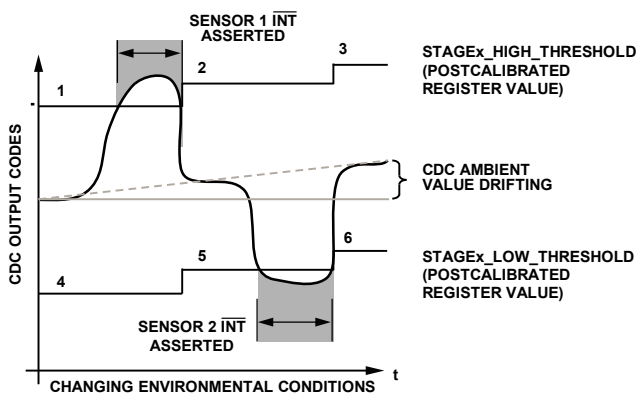 SENSOR 1 INT
ASSERTED
1
2
3
STAGEx_HIGH_THRESHOLD
(POSTCALIBRATED
REGISTER VALUE)
CDC OUTPUT CODES
CDC AMBIENT
VALUE DRIFTING
4
5
6
STAGEx_LOW_THRESHOLD
(POSTCALIBRATED
REGISTER VALUE)
SENSOR 2 INT
ASSERTED
t
CHANGING ENVIRONMENTAL CONDITIONS